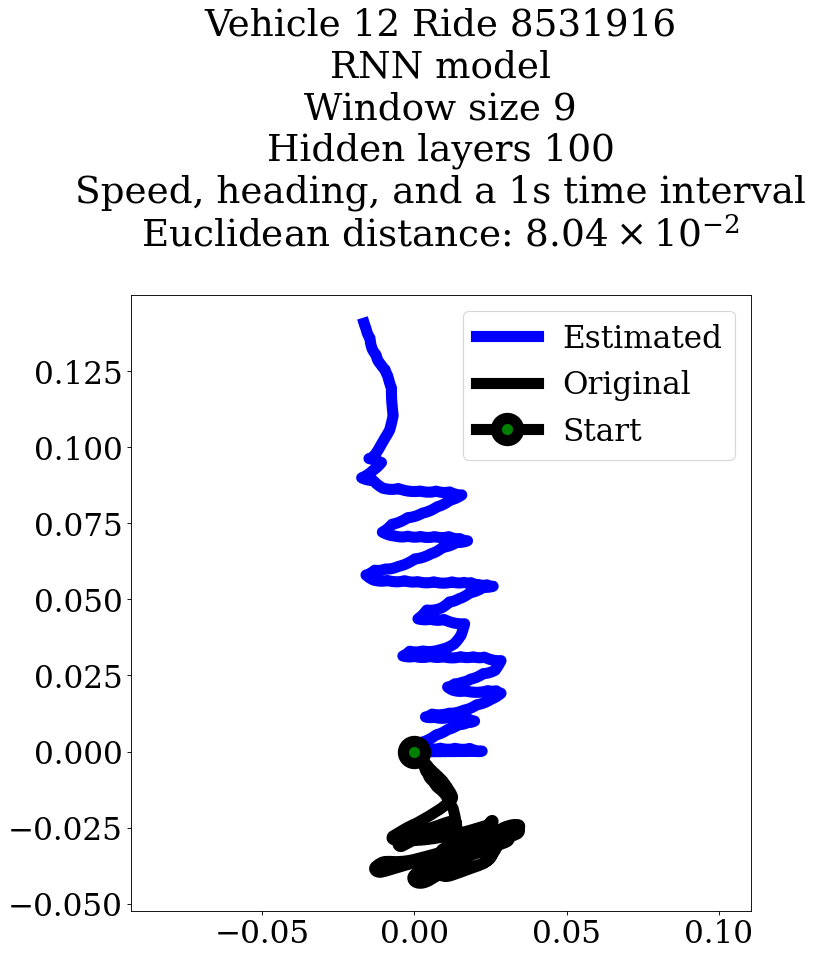 Vehicle 12 Ride 8531916
RNN model
Window size 9
Hidden layers 100
Speed, heading, and a 1s time interval
Euclidean distance: 8.04 × 10⁻²
Estimated
Original
Start
0.125
0.100
0.075
0.050
0.025
0.000
−0.025
−0.050
−0.05 0.00 0.05 0.10